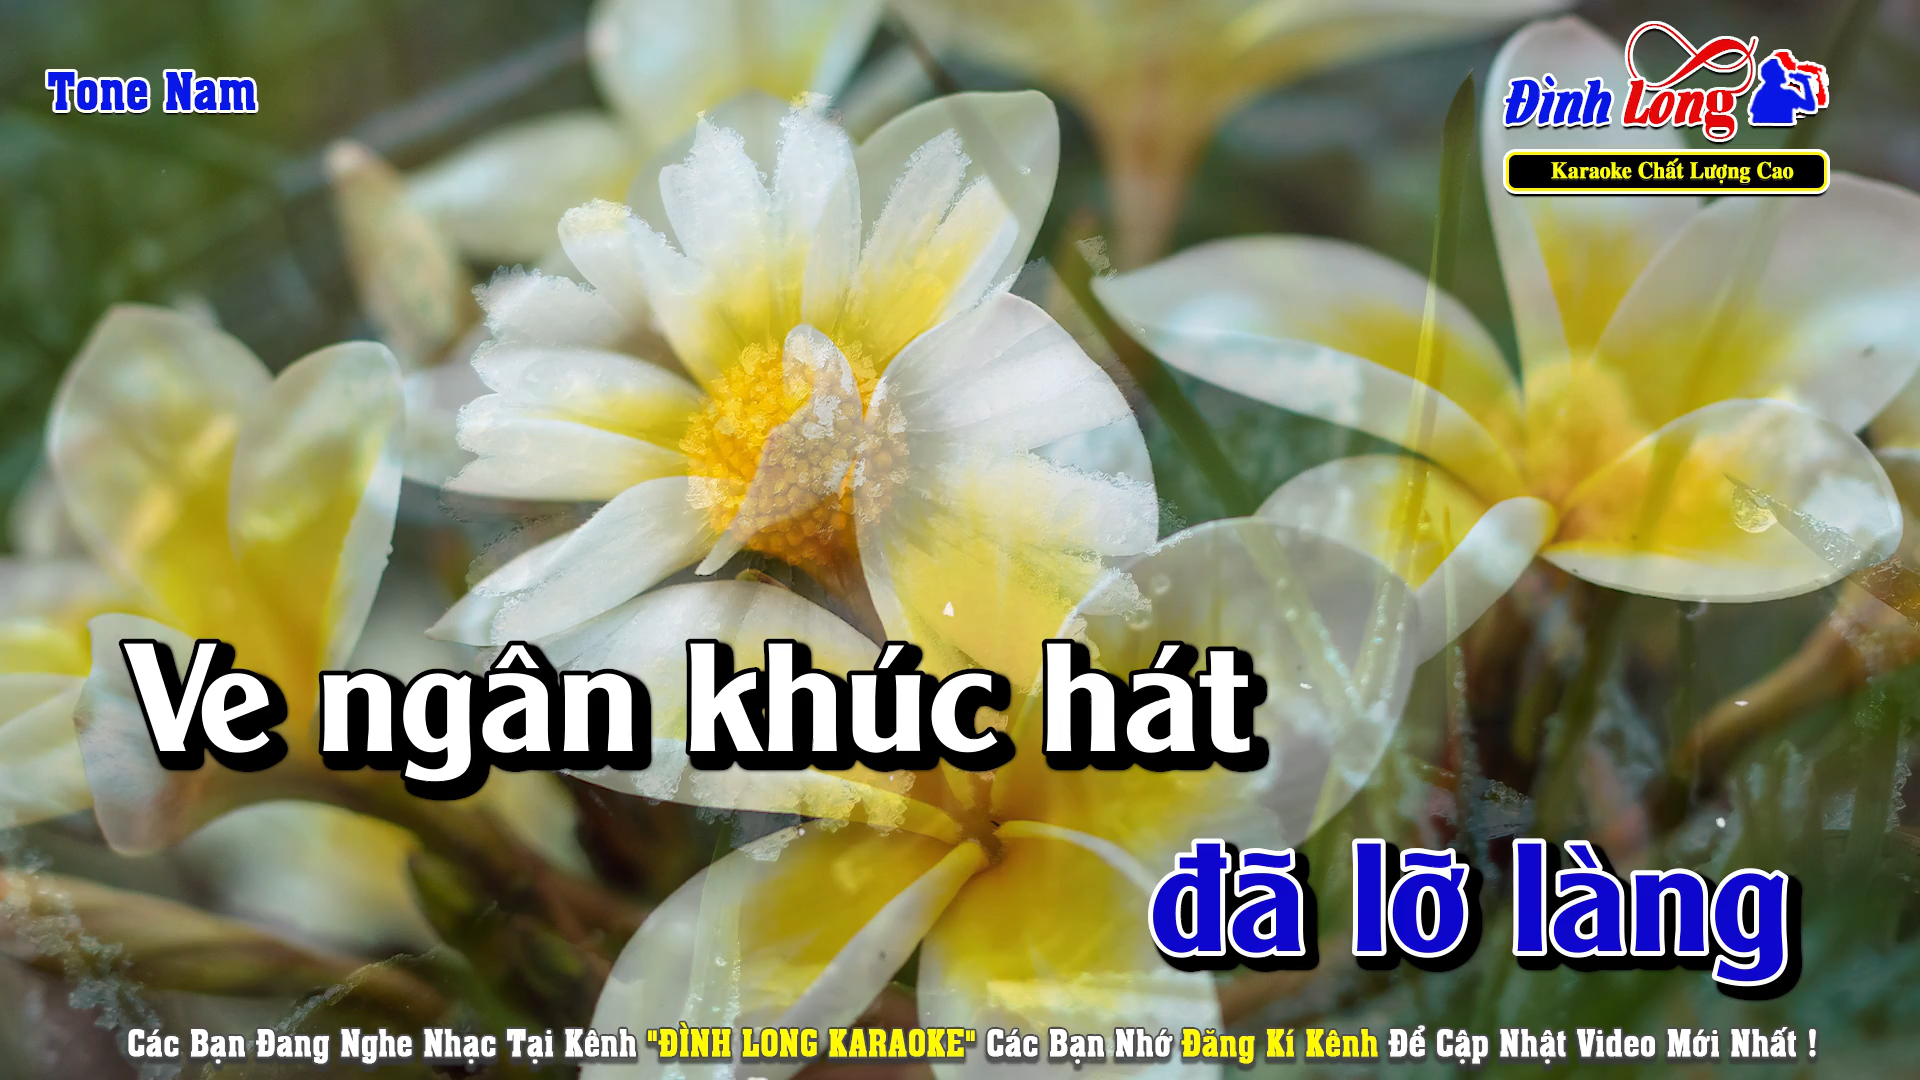 Tone Nam
Đình Long
Karaoke Chất Lượng Cao
Ve ngân khúc hát
đã lỡ làng
Các Bạn Đang Nghe Nhạc Tại Kênh "ĐÌNH LONG KARAOKE" Các Bạn Nhớ Đăng Kí Kênh Để Cập Nhật Video Mới Nhất !